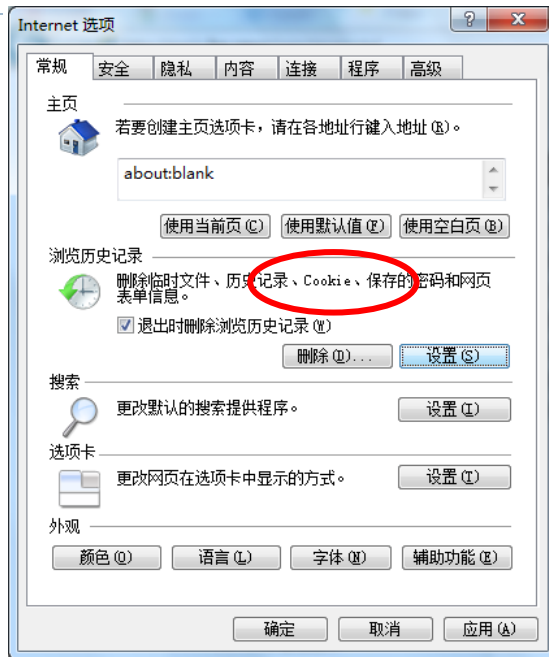 Internet 选项
常规 安全 隐私 内容 连接 程序 高级
主页
若要创建主页选项卡，请在各地址行键入地址(R)。
about:blank
使用当前页(C) 使用默认值(F) 使用空白页(B)
浏览历史记录
删除临时文件、历史记录、Cookie、保存的密码和网页
表单信息。
退出时删除浏览历史记录(W)
删除(D)... 设置(S)
搜索
更改默认的搜索提供程序。 设置(I)
选项卡
更改网页在选项卡中显示的方式。 设置(T)
外观
颜色(O) 语言(L) 字体(N) 辅助功能(E)
确定 取消 应用(A)